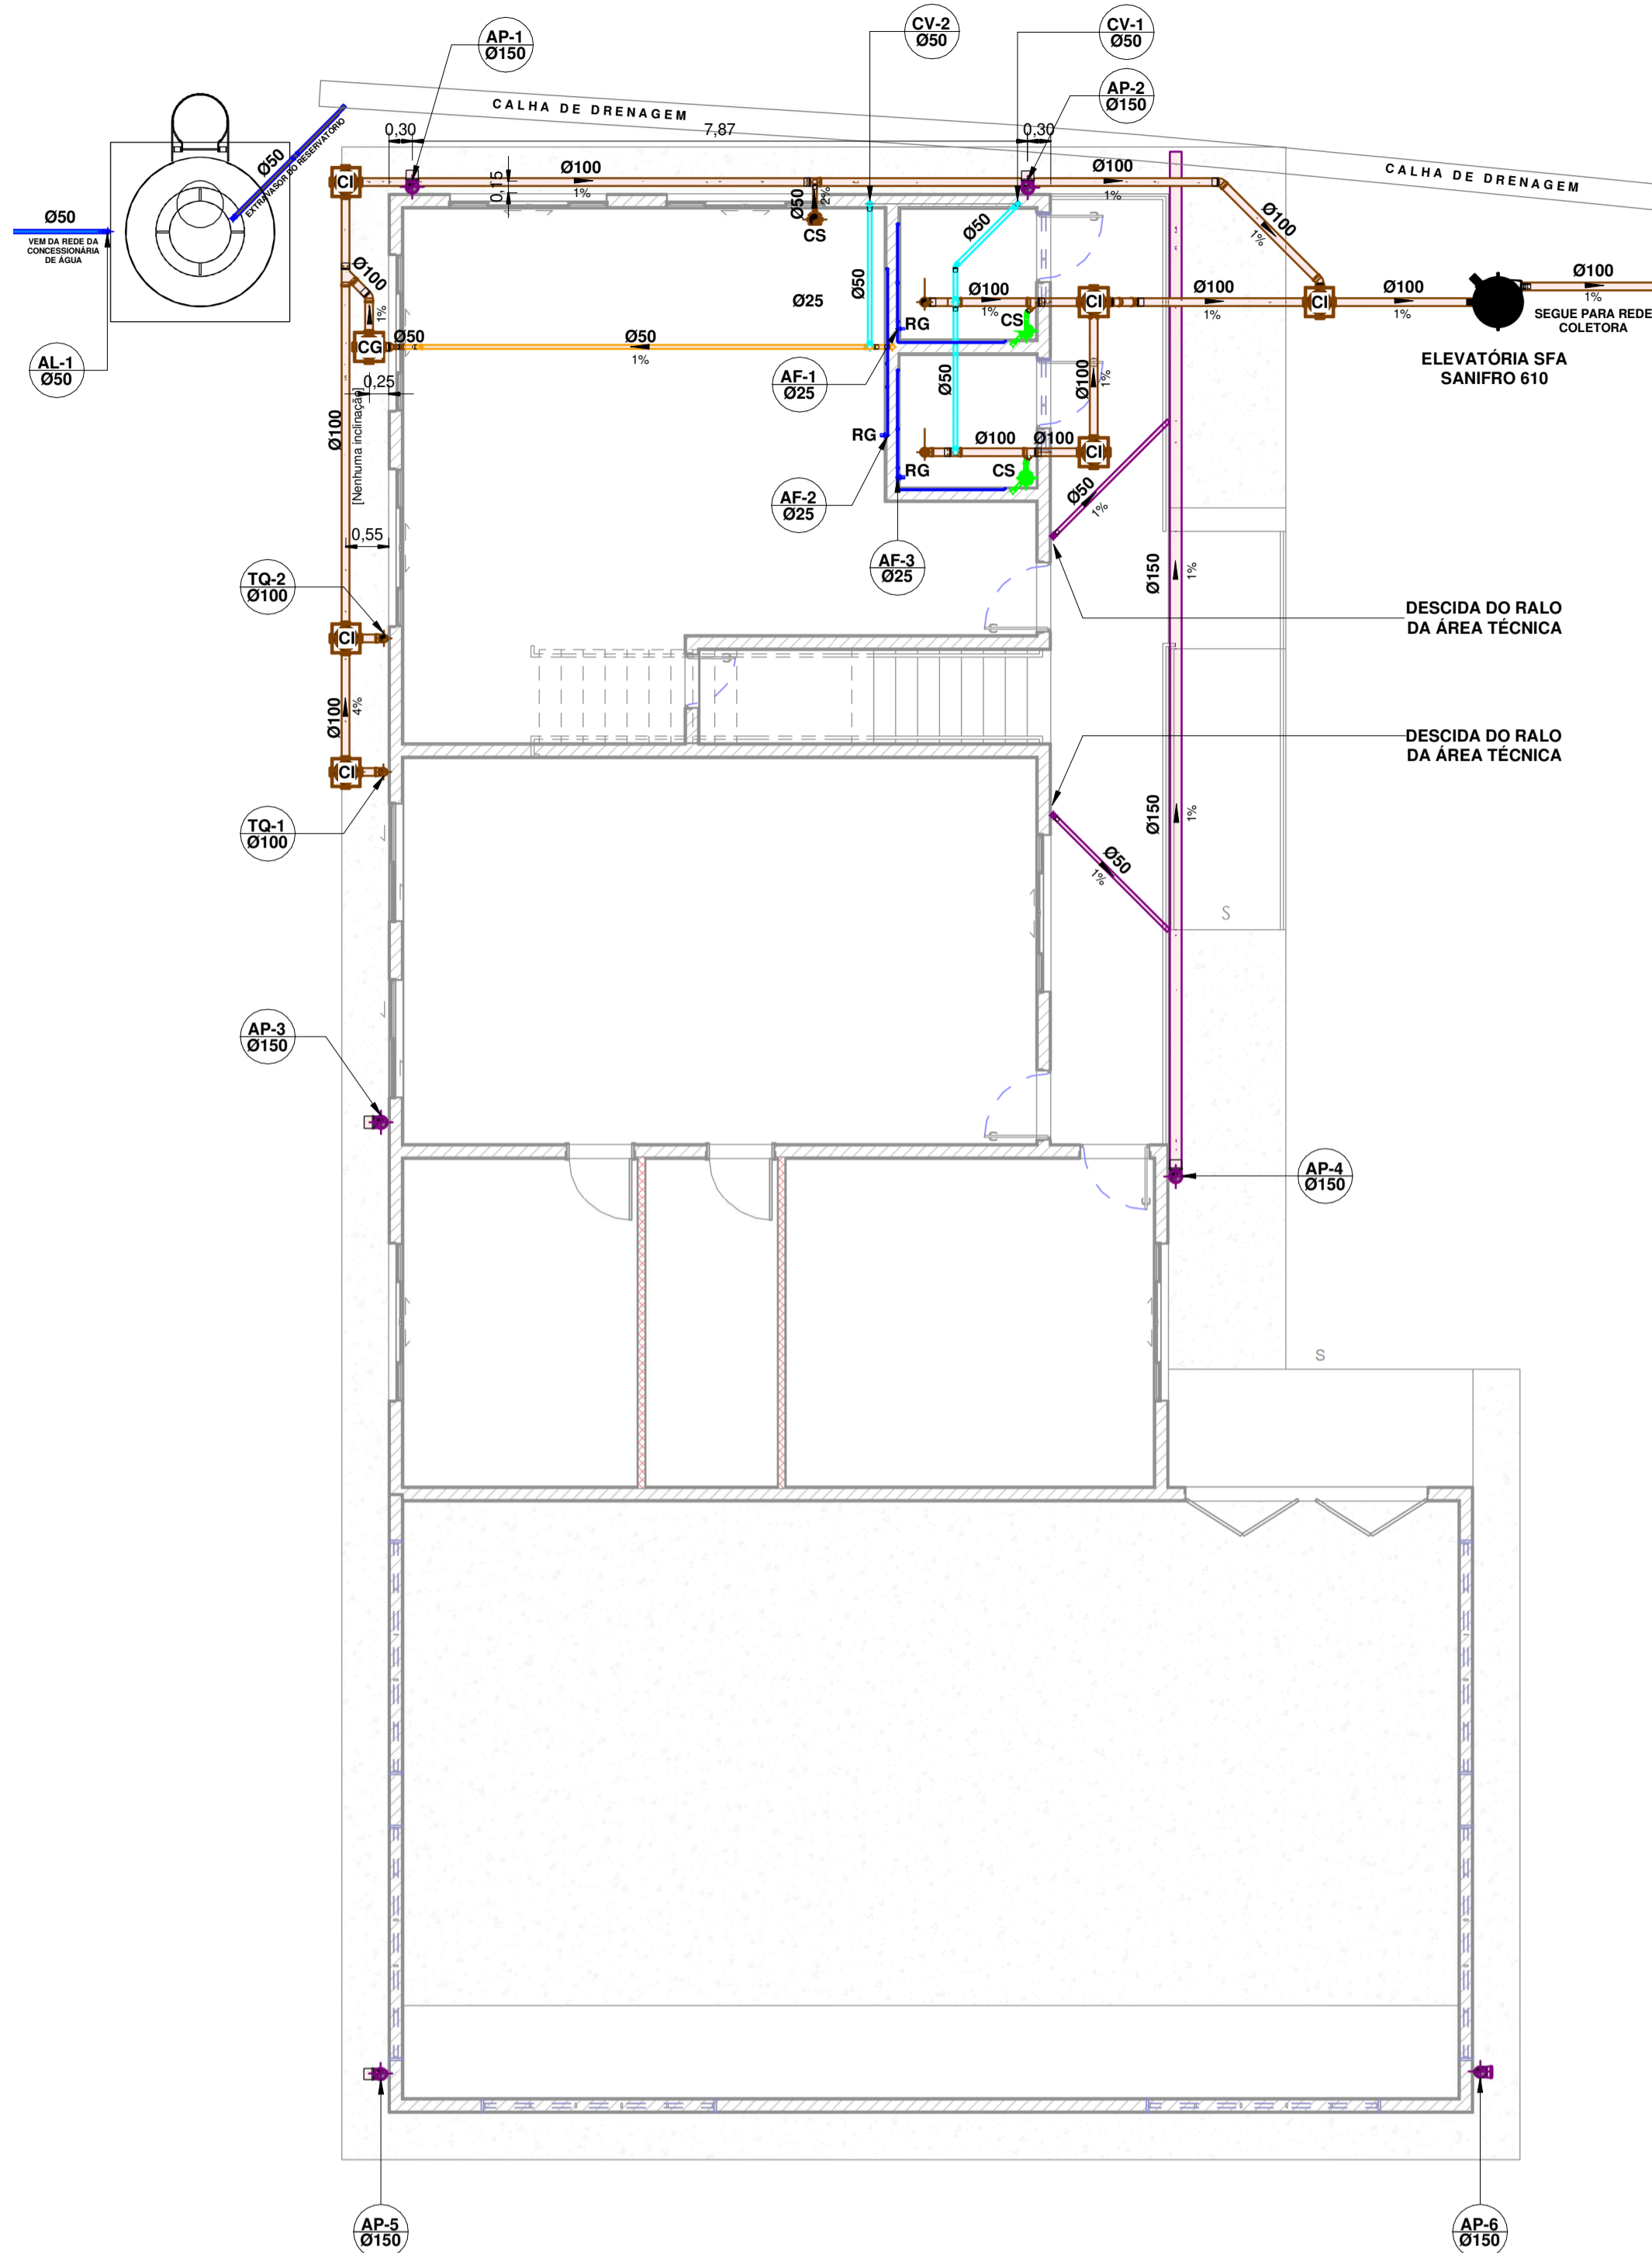 AP-1
Ø150
CV-2
Ø50
CV-1
Ø50
AP-2
Ø150
CALHA DE DRENAGEM
CALHA DE DRENAGEM
0,30
7,87
0,30
0,15
Ø50
EXTRAVASOR DO RESERVATÓRIO
Ø50
VEM DA REDE DA
CONCESSIONÁRIA
DE ÁGUA
AL-1
Ø50
CI
Ø100
1%
Ø50
2%
CS
Ø100
1%
Ø100
1%
Ø100
1%
CG
Ø50
Ø50
1%
0,25
[Nenhuma inclinação]
Ø100
0,55
Ø25
Ø50
Ø50
Ø50
RG
Ø100
1%
CS
CI
Ø100
1%
CI
Ø100
1%
Ø100
1%
SEGUE PARA REDE
COLETORA
ELEVATÓRIA SFA
SANIFRO 610
AF-1
Ø25
RG
RG
Ø100
Ø100
CS
CI
Ø100
1%
AF-2
Ø25
AF-3
Ø25
Ø50
1%
TQ-2
Ø100
CI
Ø100
4%
CI
TQ-1
Ø100
Ø150
1%
DESCIDA DO RALO
DA ÁREA TÉCNICA
DESCIDA DO RALO
DA ÁREA TÉCNICA
Ø150
1%
Ø50
1%
S
AP-3
Ø150
AP-4
Ø150
S
AP-5
Ø150
AP-6
Ø150